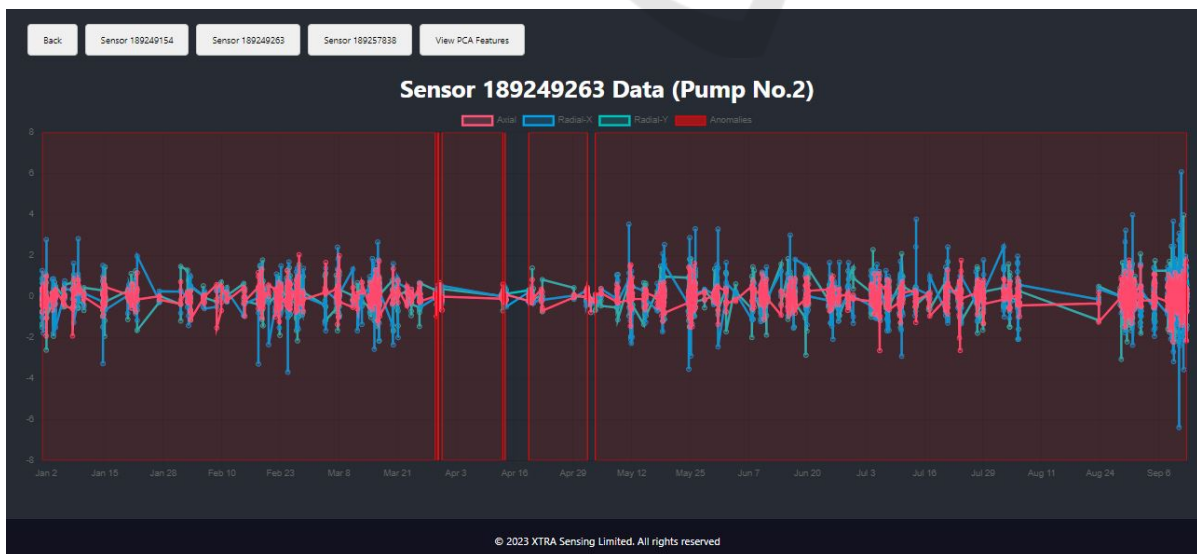 Back Sensor 189249154 Sensor 189249263 Sensor 189257838 View PCA Features
Sensor 189249263 Data (Pump No.2)
Axial Radial-X Radial-Y Anomalies
8
6
4
2
0
-2
-4
-6
-8
Jan 2 Jan 15 Jan 28 Feb 10 Feb 23 Mar 8 Mar 21 Apr 3 Apr 16 Apr 29 May 12 May 25 Jun 7 Jun 20 Jul 3 Jul 16 Jul 29 Aug 11 Aug 24 Sep 6
© 2023 XTRA Sensing Limited. All rights reserved